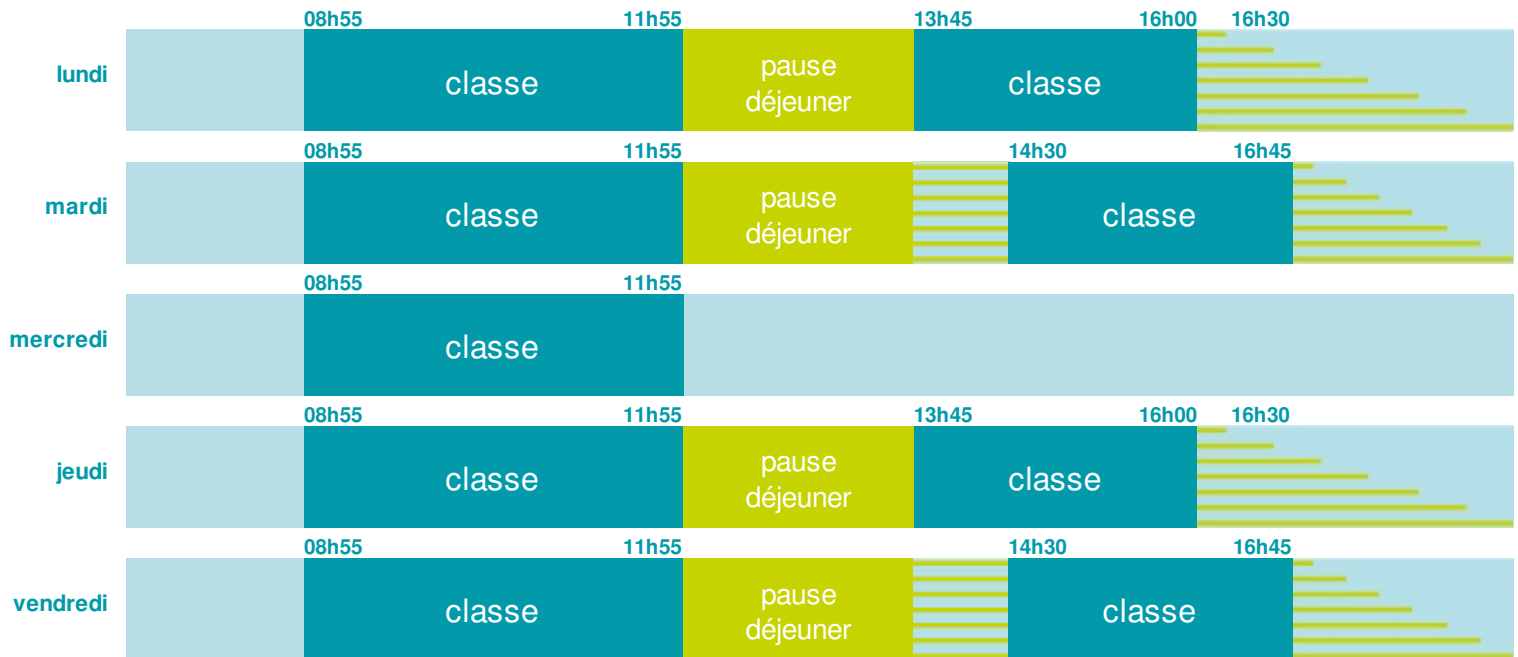 08h55 11h55 13h45 16h00 16h30
lundi classe pause classe
déjeuner
08h55 11h55 14h30 16h45
mardi classe pause classe
déjeuner
08h55 11h55
mercredi classe
08h55 11h55 13h45 16h00 16h30
jeudi classe pause classe
déjeuner
08h55 11h55 14h30 16h45
vendredi classe pause classe
déjeuner